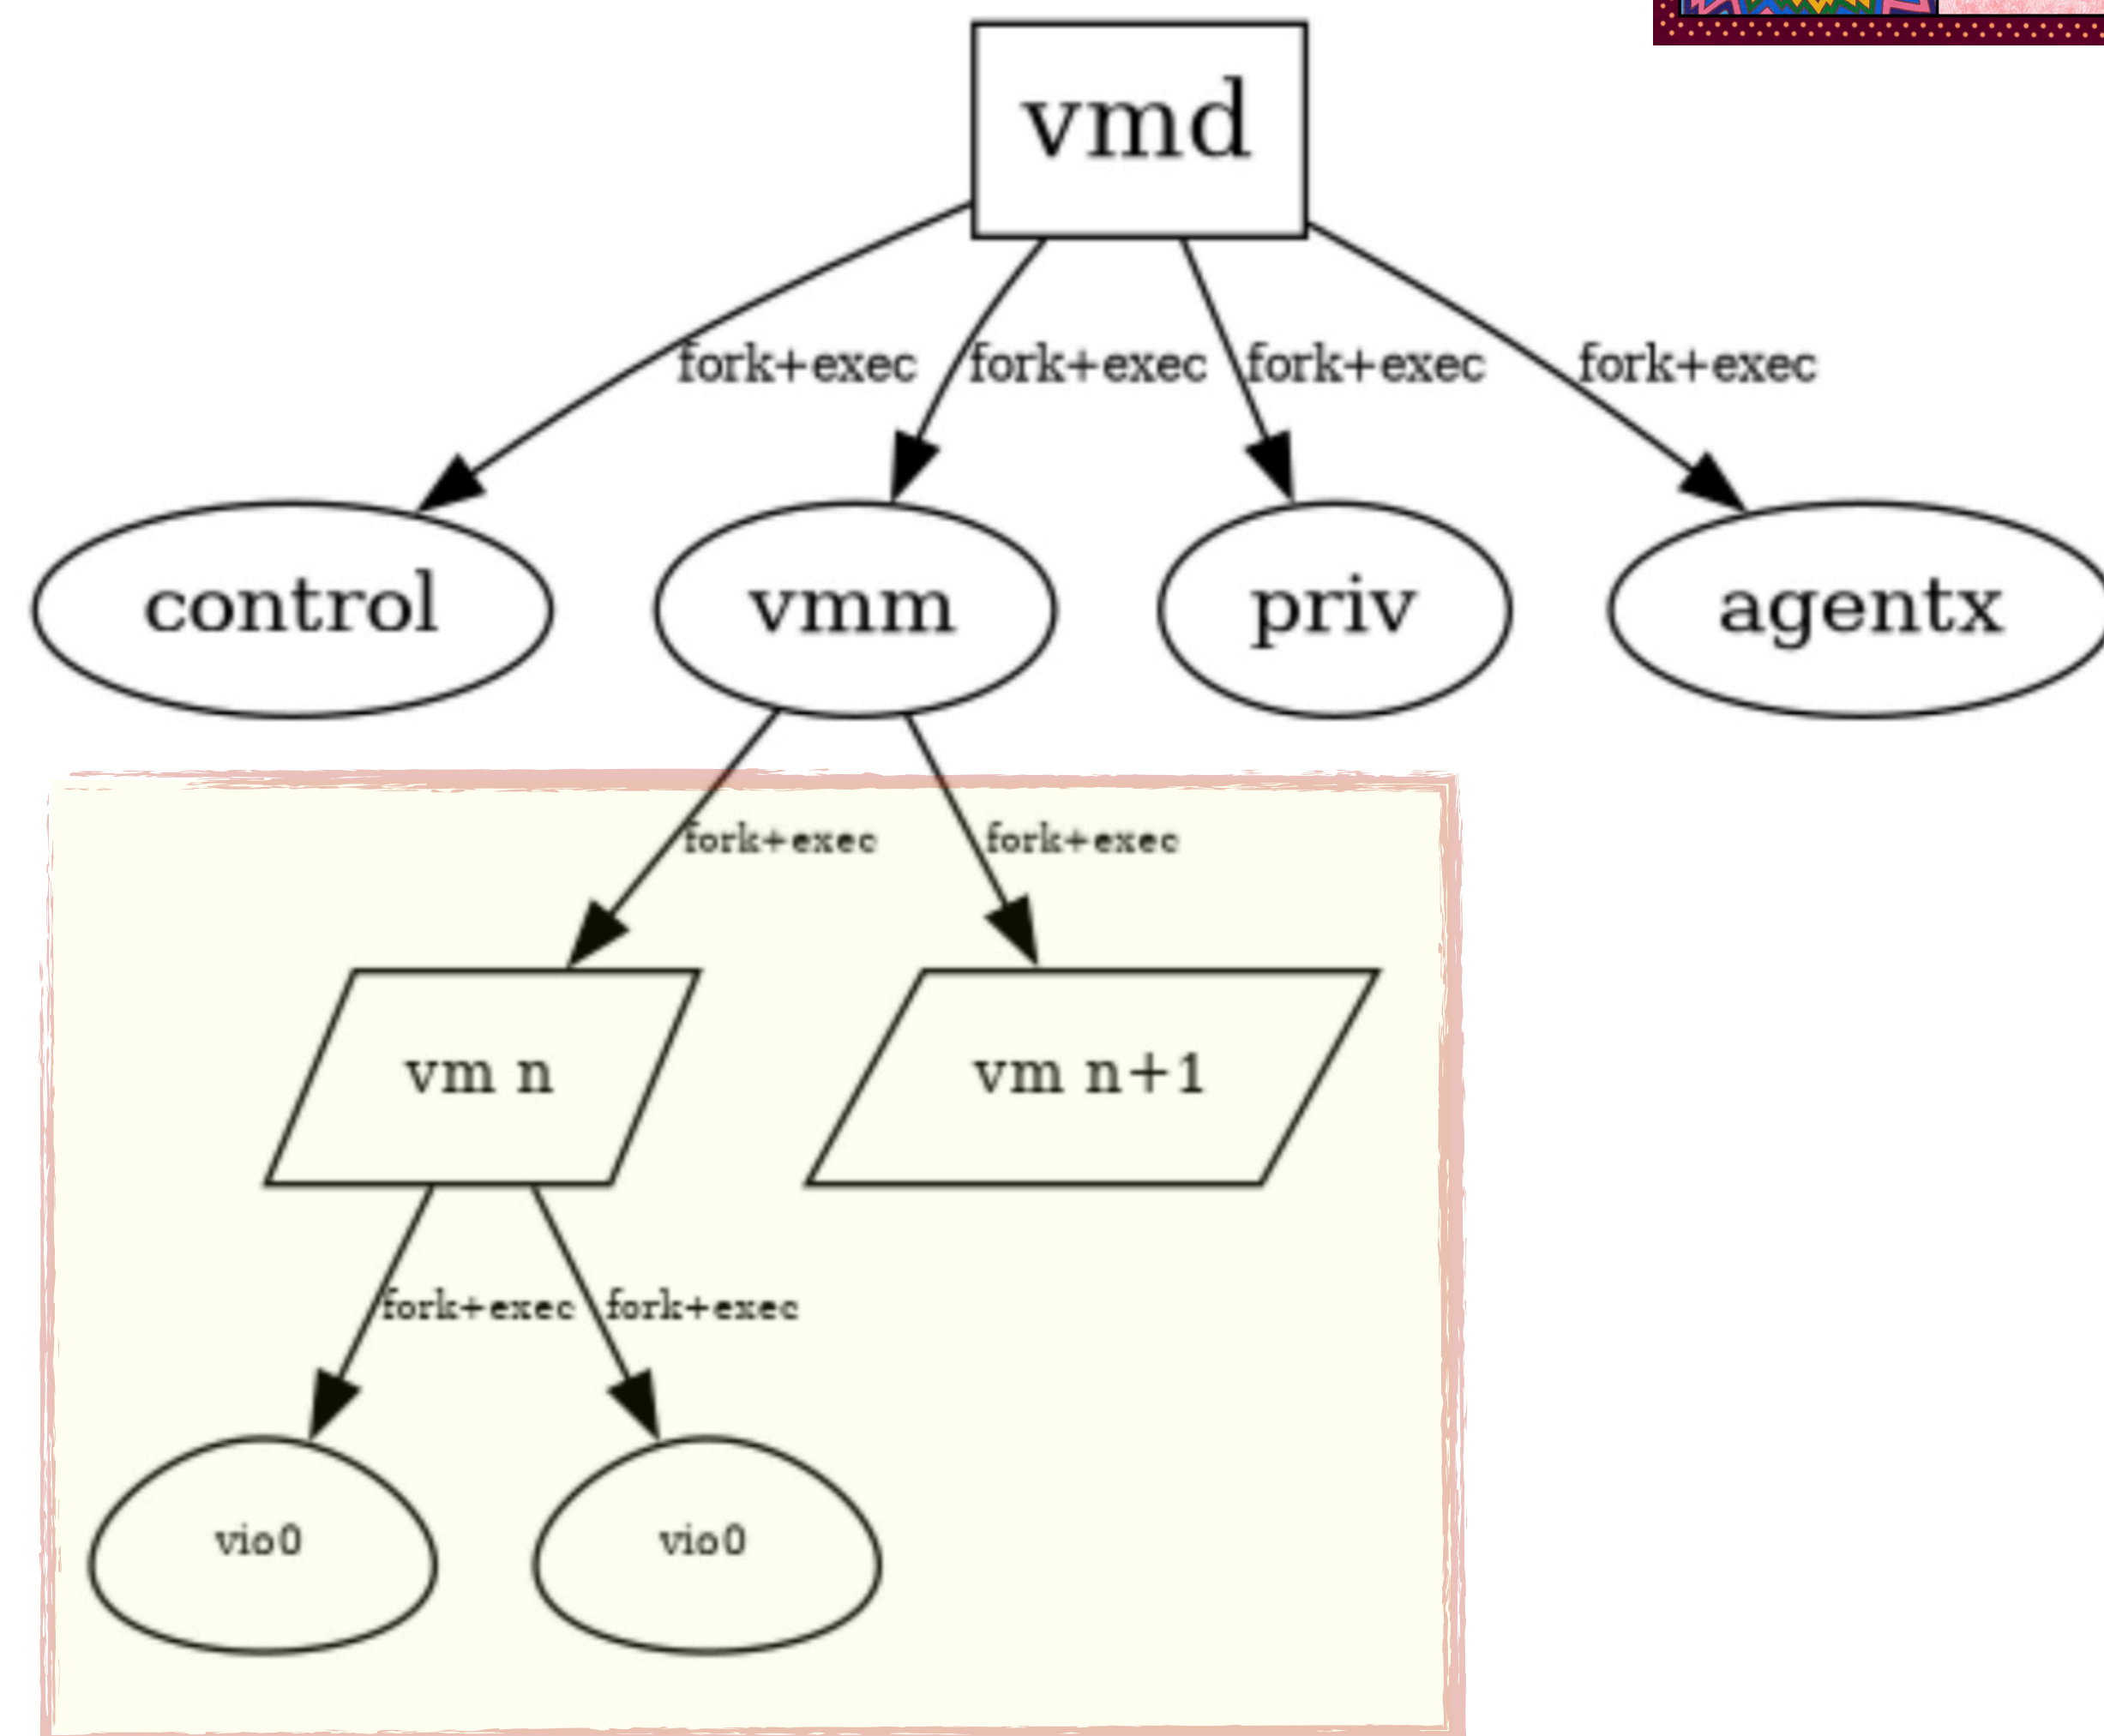 vmd
fork+exec fork+exec fork+exec fork+exec
control vmm priv agentx
fork+exec fork+exec
vm n vm n+1
fork+exec fork+exec
vio0 vio0